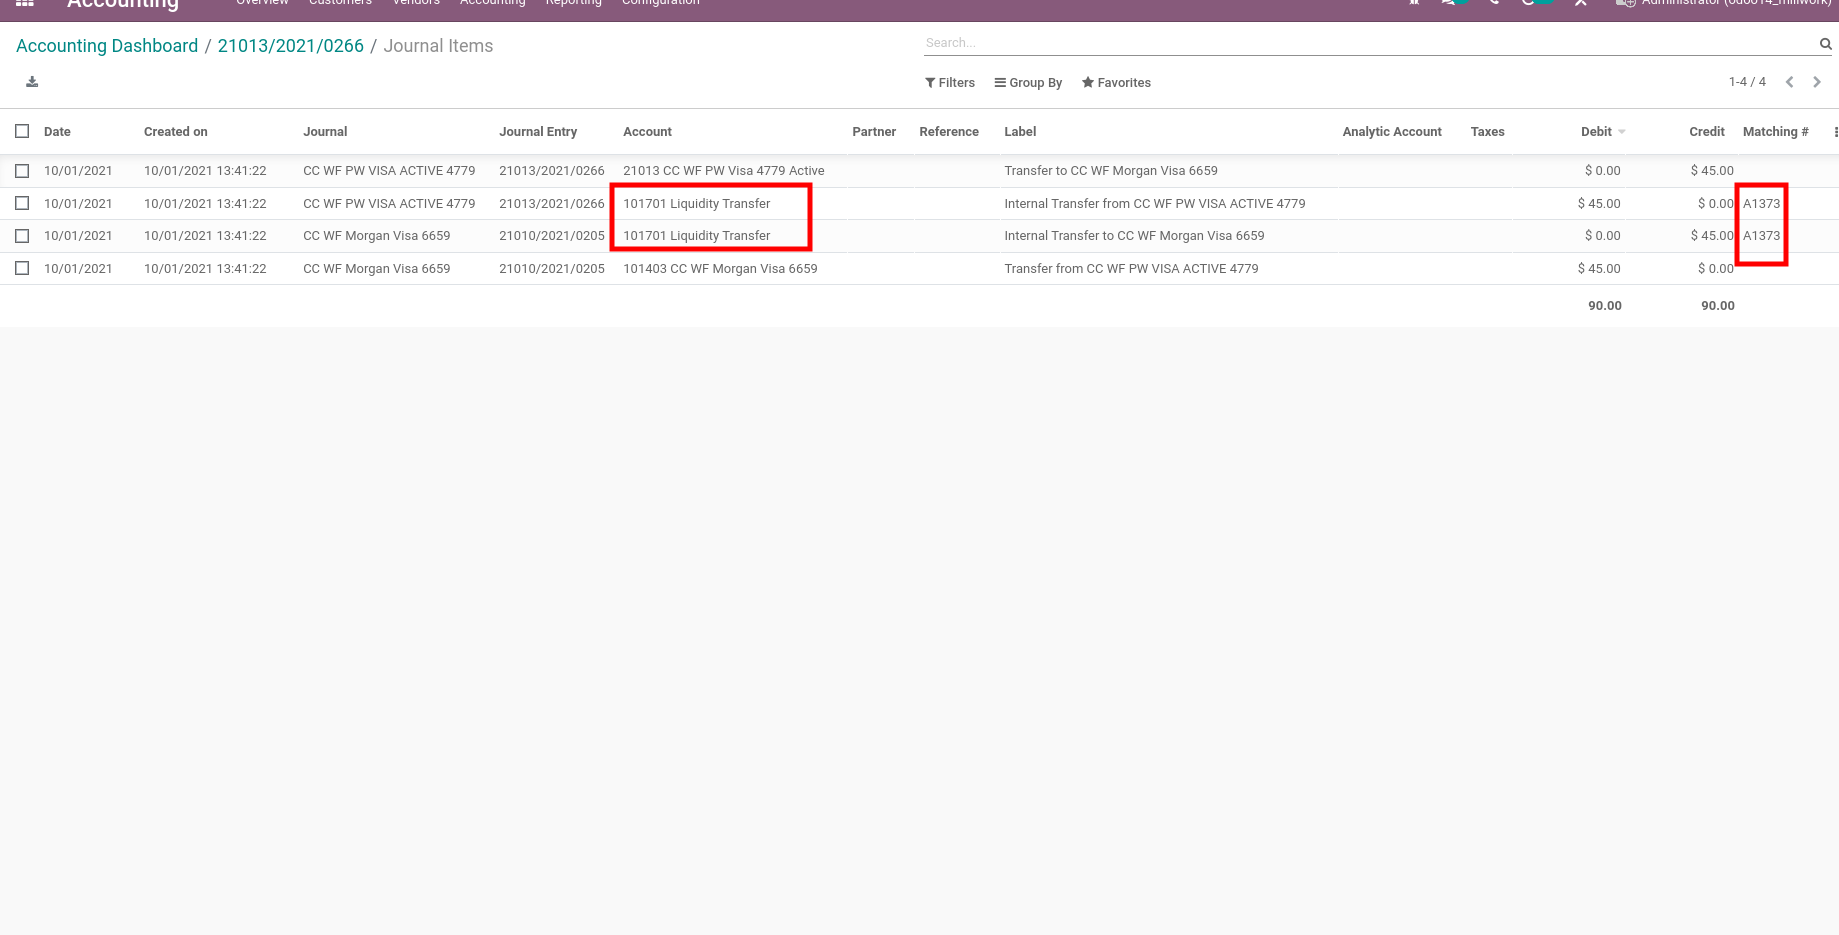 Accounting
Overview Customers Vendors Accounting Reporting Configuration Administrator (odoo14_millwork)
Accounting Dashboard / 21013/2021/0266 / Journal Items
Search...
Filters Group By Favorites 1-4 / 4
Date Created on Journal Journal Entry Account Partner Reference Label Analytic Account Taxes Debit Credit Matching #
10/01/2021 10/01/2021 13:41:22 CC WF PW VISA ACTIVE 4779 21013/2021/0266 21013 CC WF PW Visa 4779 Active Transfer to CC WF Morgan Visa 6659 $ 0.00 $ 45.00
10/01/2021 10/01/2021 13:41:22 CC WF PW VISA ACTIVE 4779 21013/2021/0266 101701 Liquidity Transfer Internal Transfer from CC WF PW VISA ACTIVE 4779 $ 45.00 $ 0.00 A1373
10/01/2021 10/01/2021 13:41:22 CC WF Morgan Visa 6659 21010/2021/0205 101701 Liquidity Transfer Internal Transfer to CC WF Morgan Visa 6659 $ 0.00 $ 45.00 A1373
10/01/2021 10/01/2021 13:41:22 CC WF Morgan Visa 6659 21010/2021/0205 101403 CC WF Morgan Visa 6659 Transfer from CC WF PW VISA ACTIVE 4779 $ 45.00 $ 0.00
90.00 90.00